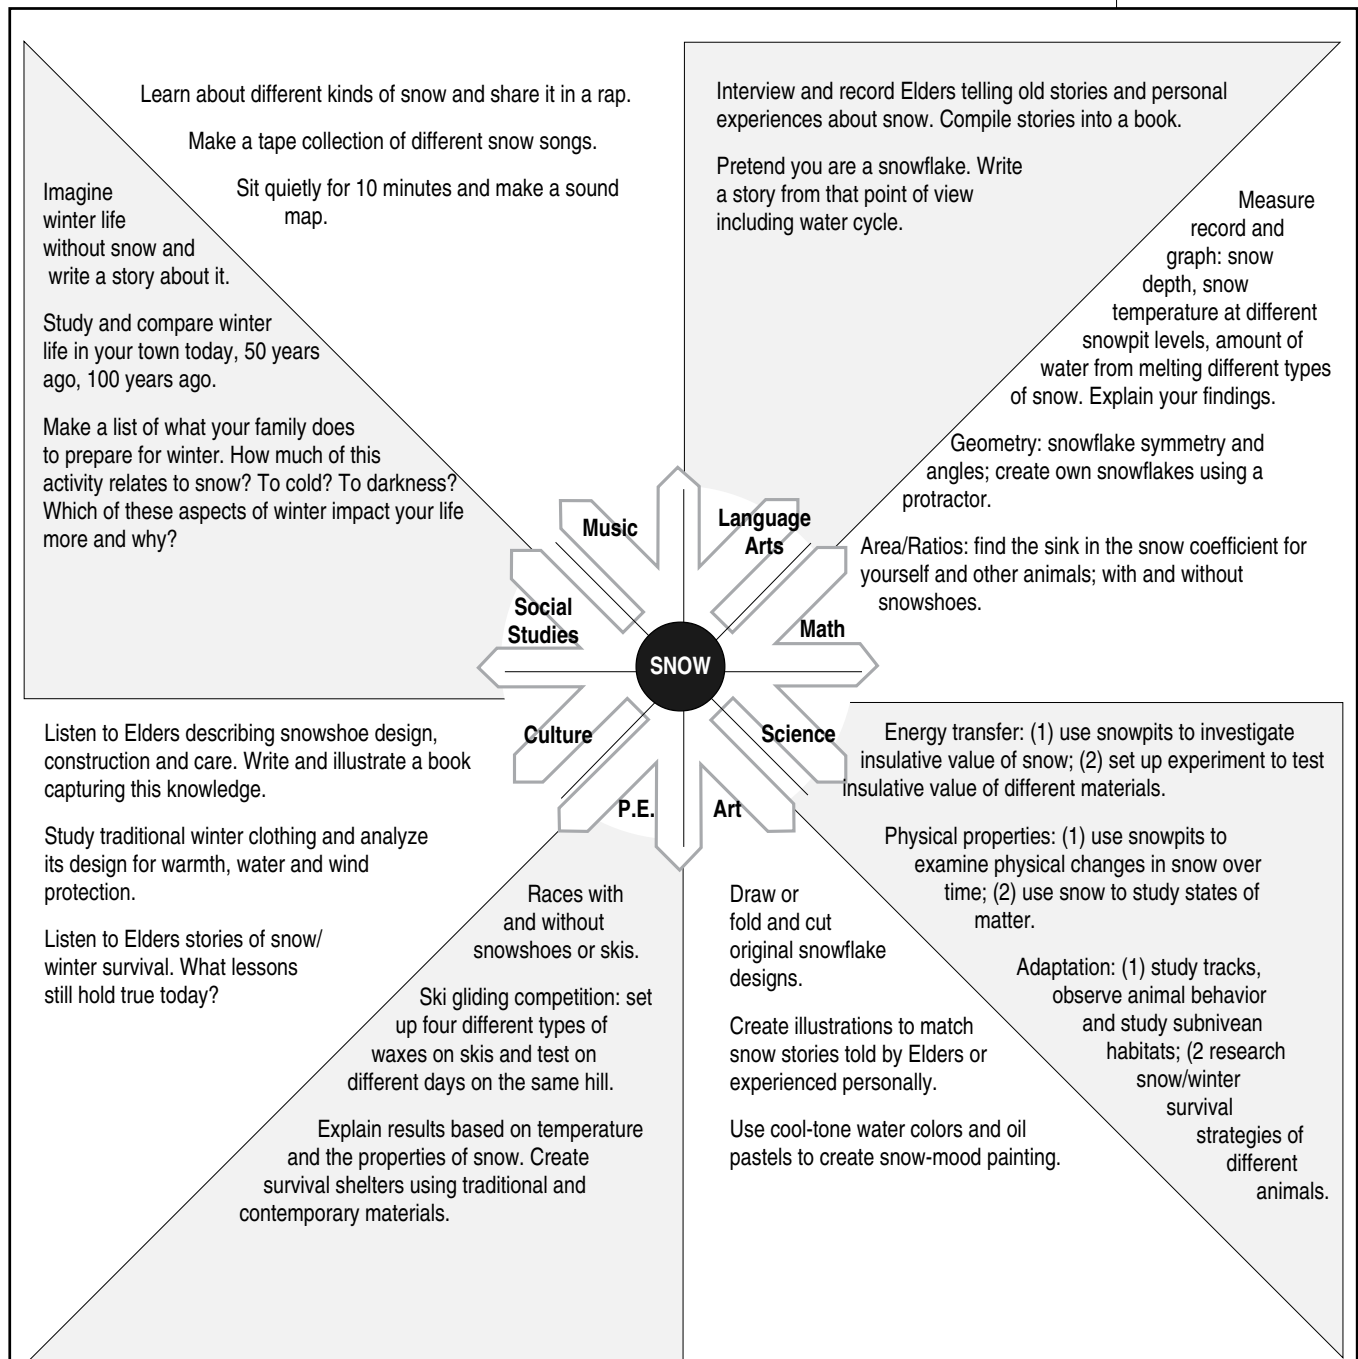 Learn about different kinds of snow and share it in a rap.
Make a tape collection of different snow songs.
Sit quietly for 10 minutes and make a sound
map.
Interview and record Elders telling old stories and personal
experiences about snow. Compile stories into a book.
Pretend you are a snowflake. Write
a story from that point of view
including water cycle.
Imagine
winter life
without snow and
write a story about it.
Study and compare winter
life in your town today, 50 years
ago, 100 years ago.
Make a list of what your family does
to prepare for winter. How much of this
activity relates to snow? To cold? To darkness?
Which of these aspects of winter impact your life
more and why?
Measure
record and
graph: snow
depth, snow
temperature at different
snowpit levels, amount of
water from melting different types
of snow. Explain your findings.
Geometry: snowflake symmetry and
angles; create own snowflakes using a
protractor.
Area/Ratios: find the sink in the snow coefficient for
yourself and other animals; with and without
snowshoes.
Music
Language
Arts
Social
Studies
Math
SNOW
Culture
Science
P.E.
Art
Listen to Elders describing snowshoe design,
construction and care. Write and illustrate a book
capturing this knowledge.
Study traditional winter clothing and analyze
its design for warmth, water and wind
protection.
Listen to Elders stories of snow/
winter survival. What lessons
still hold true today?
Races with
and without
snowshoes or skis.
Ski gliding competition: set
up four different types of
waxes on skis and test on
different days on the same hill.
Explain results based on temperature
and the properties of snow. Create
survival shelters using traditional and
contemporary materials.
Draw or
fold and cut
original snowflake
designs.
Create illustrations to match
snow stories told by Elders or
experienced personally.
Use cool-tone water colors and oil
pastels to create snow-mood painting.
Energy transfer: (1) use snowpits to investigate
insulative value of snow; (2) set up experiment to test
insulative value of different materials.
Physical properties: (1) use snowpits to
examine physical changes in snow over
time; (2) use snow to study states of
matter.
Adaptation: (1) study tracks,
observe animal behavior
and study subnivean
habitats; (2 research
snow/winter
survival
strategies of
different
animals.